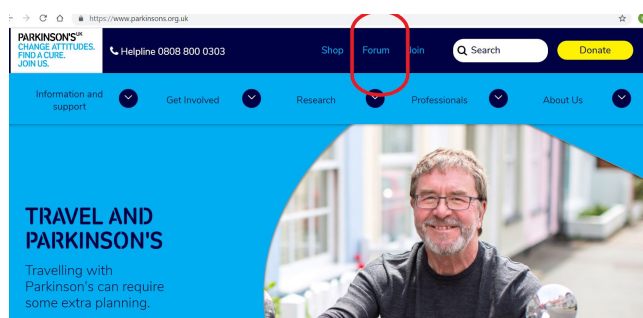 https://www.parkinsons.org.uk
PARKINSON'S UK
CHANGE ATTITUDES.
FIND A CURE.
JOIN US.
Helpline 0808 800 0303
Shop Forum Join Search Donate
Information and
support
Get Involved Research Professionals About Us
TRAVEL AND
PARKINSON'S
Travelling with
Parkinson's can require
some extra planning.